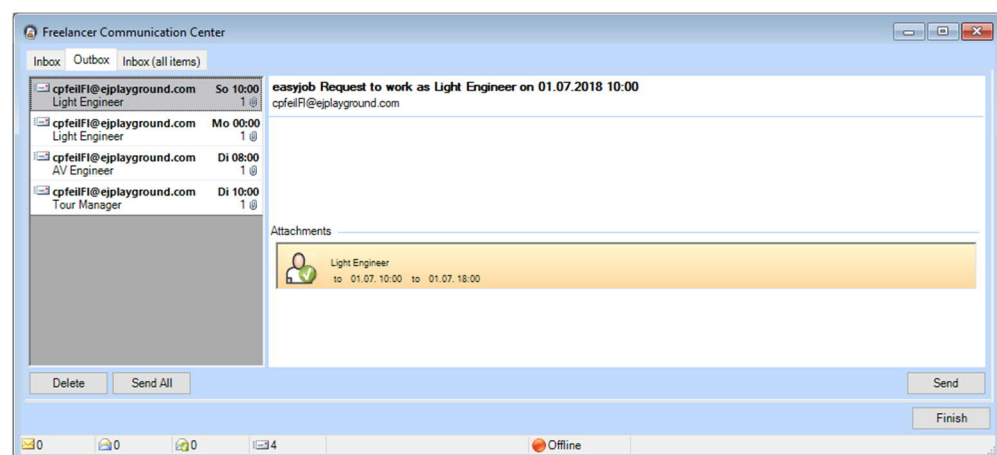 Freelancer Communication Center
Inbox Outbox Inbox (all items)
cpfeilFl@ejplayground.com So 10:00
Light Engineer 1
cpfeilFl@ejplayground.com Mo 00:00
Light Engineer 1
cpfeilFl@ejplayground.com Di 08:00
AV Engineer 1
cpfeilFl@ejplayground.com Di 10:00
Tour Manager 1
easyjob Request to work as Light Engineer on 01.07.2018 10:00
cpfeilFl@ejplayground.com
Attachments
Light Engineer
to 01.07. 10:00 to 01.07. 18:00
Delete Send All Send
Finish
0 0 0 4 Offline